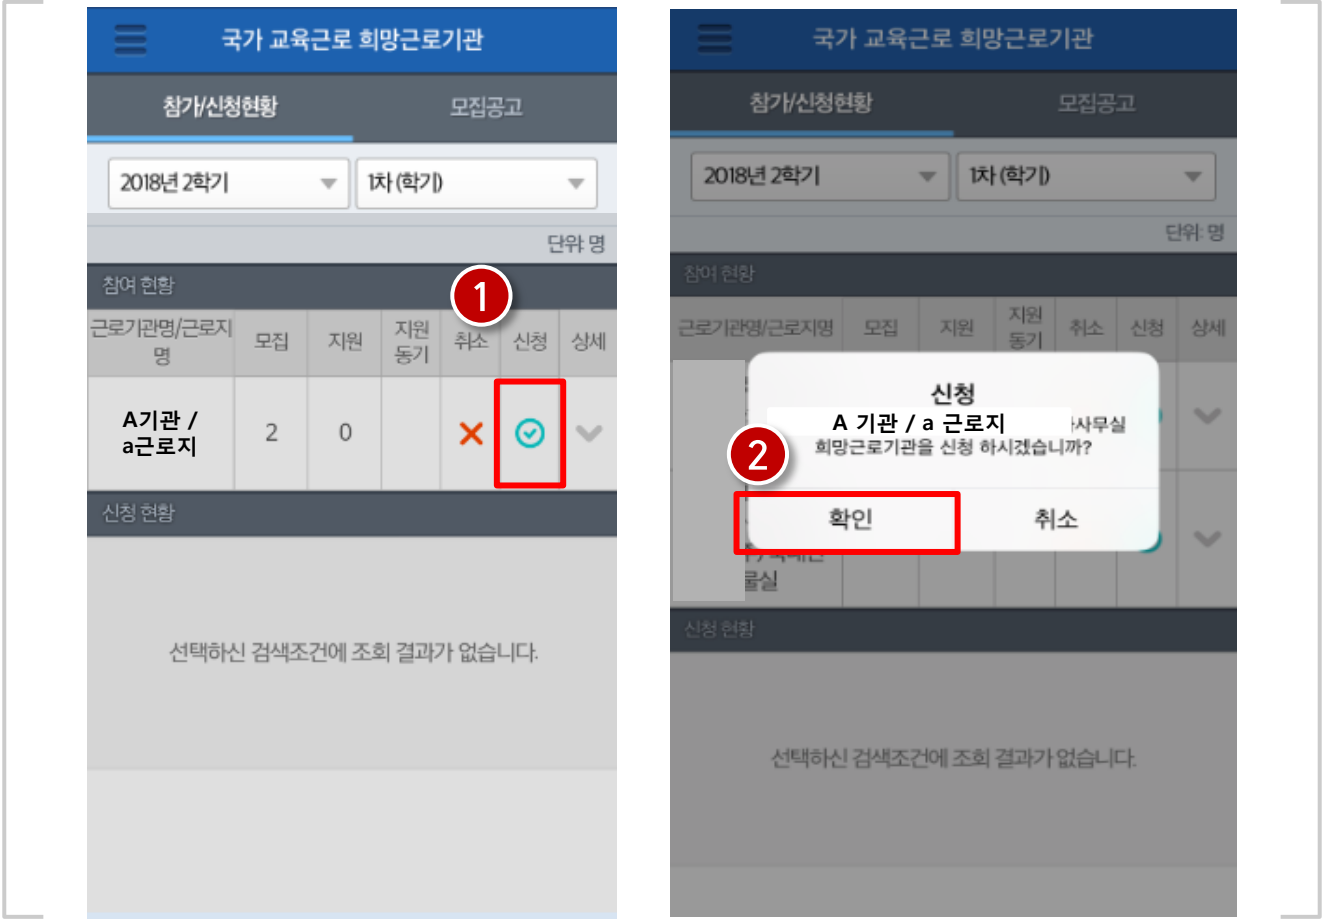 국가 교육근로 희망근로기관
참가/신청현황
모집공고
2018년 2학기
1차 (학기)
단위: 명
참여 현황
1
근로기관명/근로지
명
모집
지원
지원
동기
취소
신청
상세
A기관 /
a근로지
2
0
신청 현황
선택하신 검색조건에 조회 결과가 없습니다.
국가 교육근로 희망근로기관
참가/신청현황
모집공고
2018년 2학기
1차 (학기)
단위: 명
참여 현황
근로기관명/근로지명
모집
지원
지원
동기
취소
신청
상세
신청
A 기관 / a 근로지
사무실
2
희망근로기관을 신청 하시겠습니까?
확인
취소
물실
신청 현황
선택하신 검색조건에 조회 결과가 없습니다.